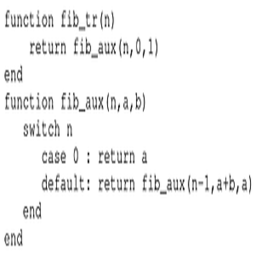 function fib_tr(n)
return fib_aux(n,0,1)
end
function fib_aux(n,a,b)
switch n
case 0 : return a
default: return fib_aux(n-1,a+b,a)
end
end